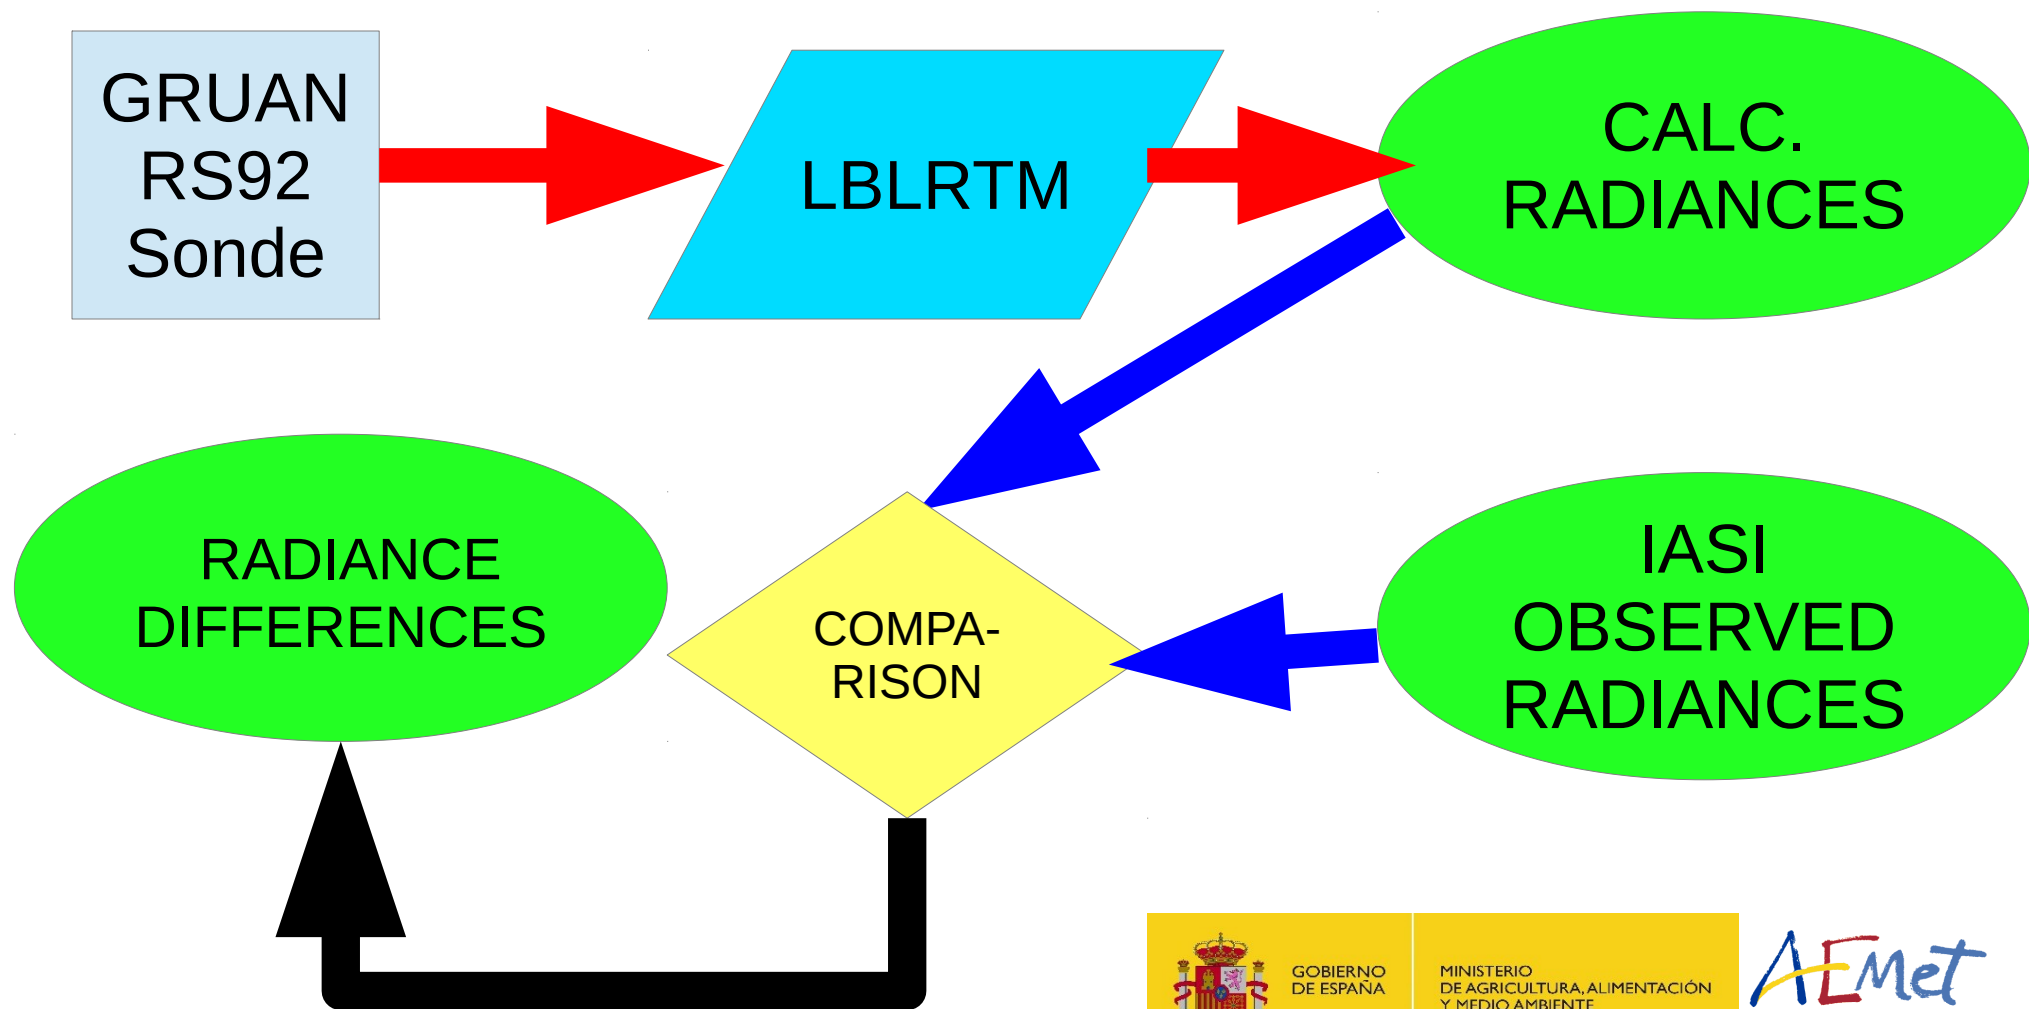 GRUAN
RS92
Sonde
LBLRTM
CALC.
RADIANCES
RADIANCE
DIFFERENCES
COMPA-
RISON
IASI
OBSERVED
RADIANCES
GOBIERNO
DE ESPAÑA
MINISTERIO
DE AGRICULTURA, ALIMENTACIÓN
Y MEDIO AMBIENTE
AEMet